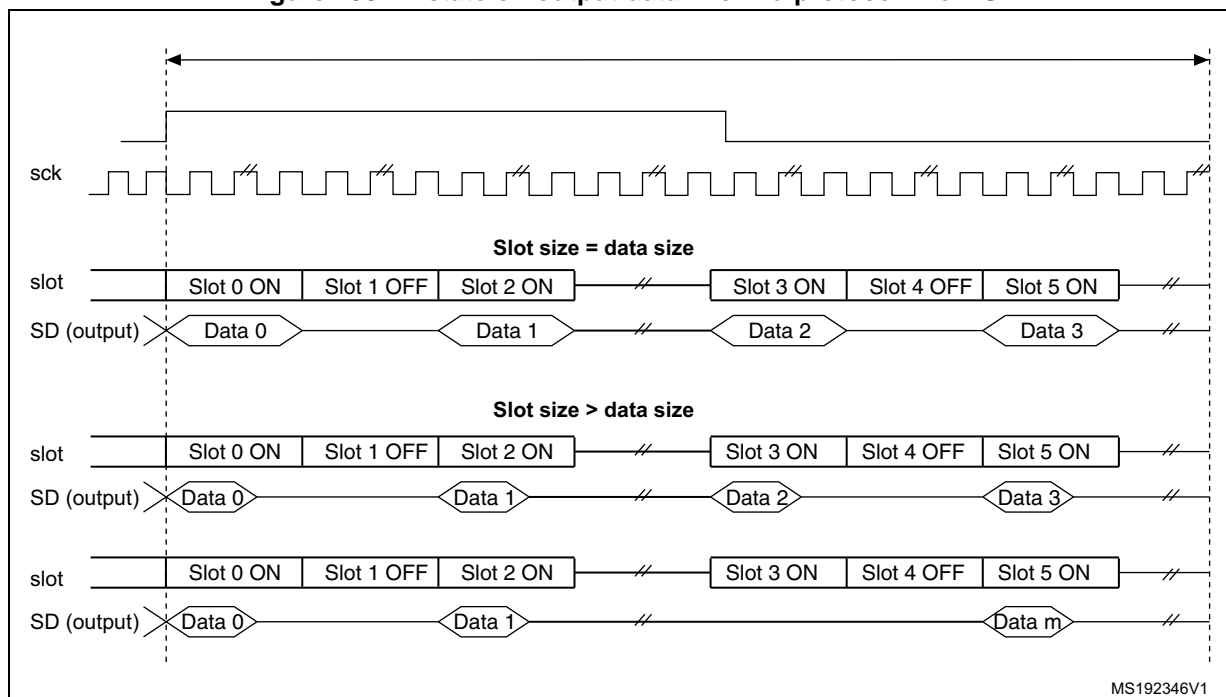 sck
Slot size = data size
slot Slot 0 ON Slot 1 OFF Slot 2 ON Slot 3 ON Slot 4 OFF Slot 5 ON
SD (output) Data 0 Data 1 Data 2 Data 3
Slot size > data size
slot Slot 0 ON Slot 1 OFF Slot 2 ON Slot 3 ON Slot 4 OFF Slot 5 ON
SD (output) Data 0 Data 1 Data 2 Data 3
slot Slot 0 ON Slot 1 OFF Slot 2 ON Slot 3 ON Slot 4 OFF Slot 5 ON
SD (output) Data 0 Data 1 Data m
MS192346V1